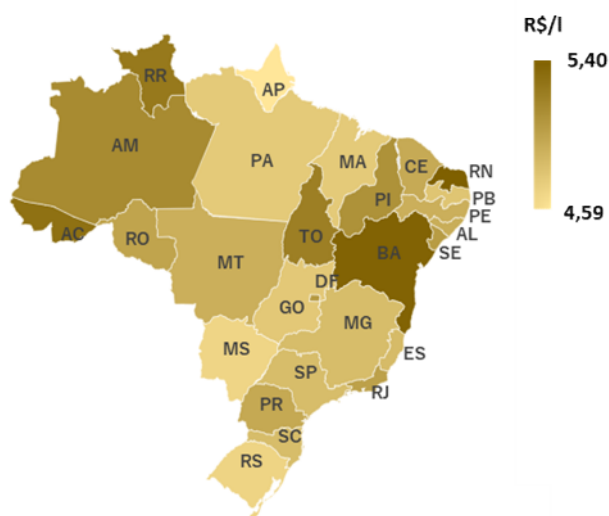 R$/l
5,40
4,59
RR
AP
AM
PA
MA
CE
RN
PB
PE
AL
SE
PI
AC
RO
TO
BA
MT
DF
GO
MG
ES
MS
SP
RJ
PR
SC
RS